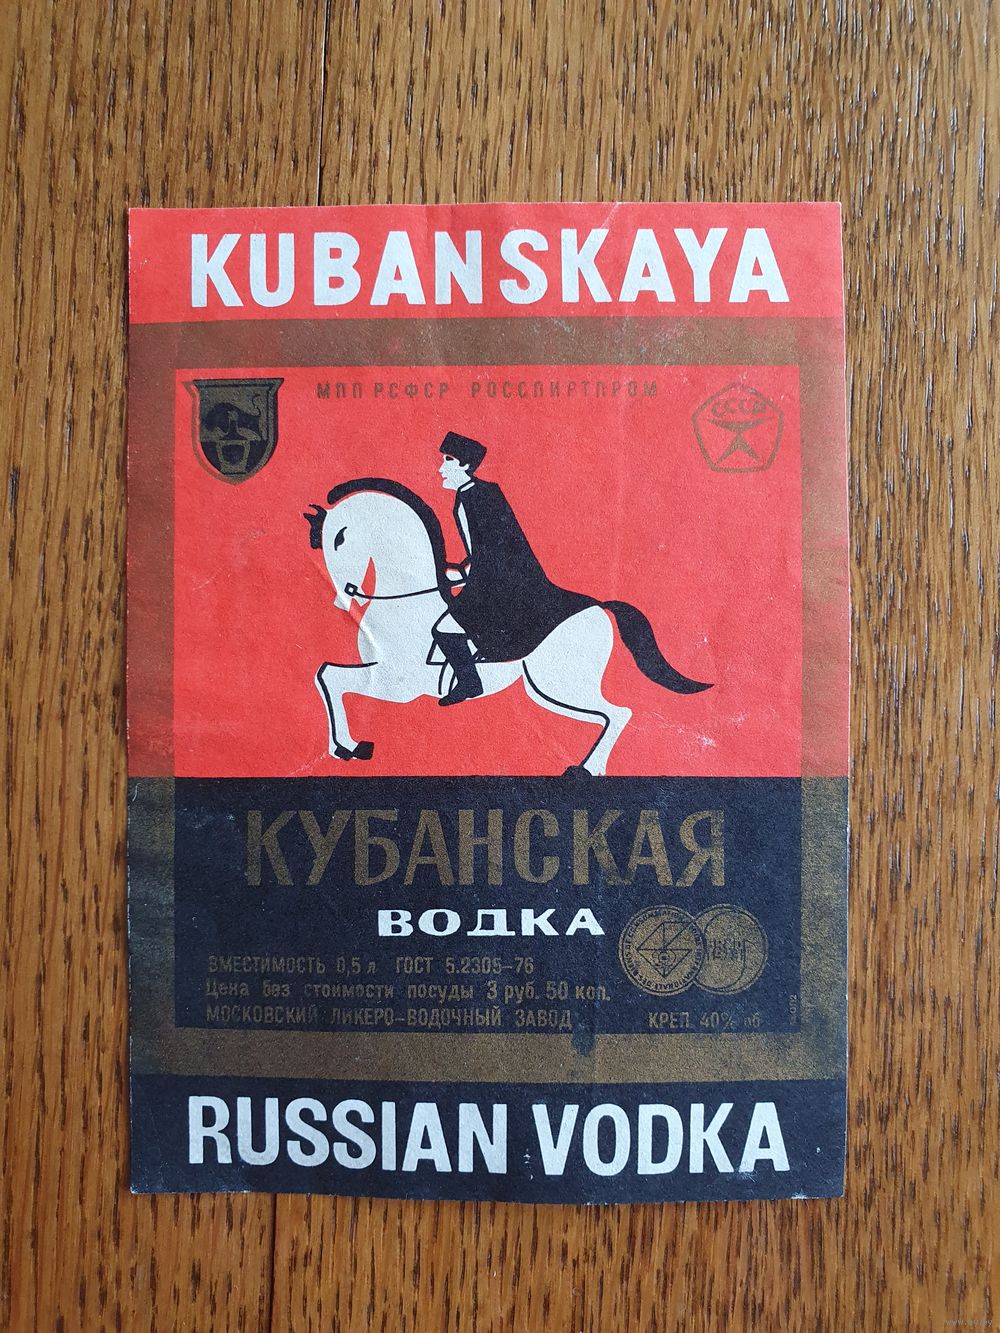 KUBANSKAYA
МПП РСФСР РОССПИРТПРОМ
СССР
КУБАНСКАЯ
ВОДКА
ВМЕСТИМОСТЬ 0,5 л ГОСТ 5.2305-76
Цена без стоимости посуды 3 руб. 50 коп.
МОСКОВСКИЙ ЛИКЕРО-ВОДОЧНЫЙ ЗАВОД
КРЕП. 40% об
RUSSIAN VODKA